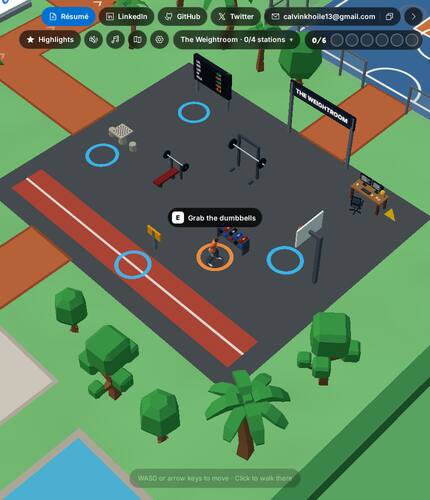 Résumé
LinkedIn
GitHub
Twitter
calvinkhoile13@gmail.com
Highlights
The Weightroom · 0/4 stations
0/6
THE WEIGHTROOM
E Grab the dumbbells
WASD or arrow keys to move · Click to walk there